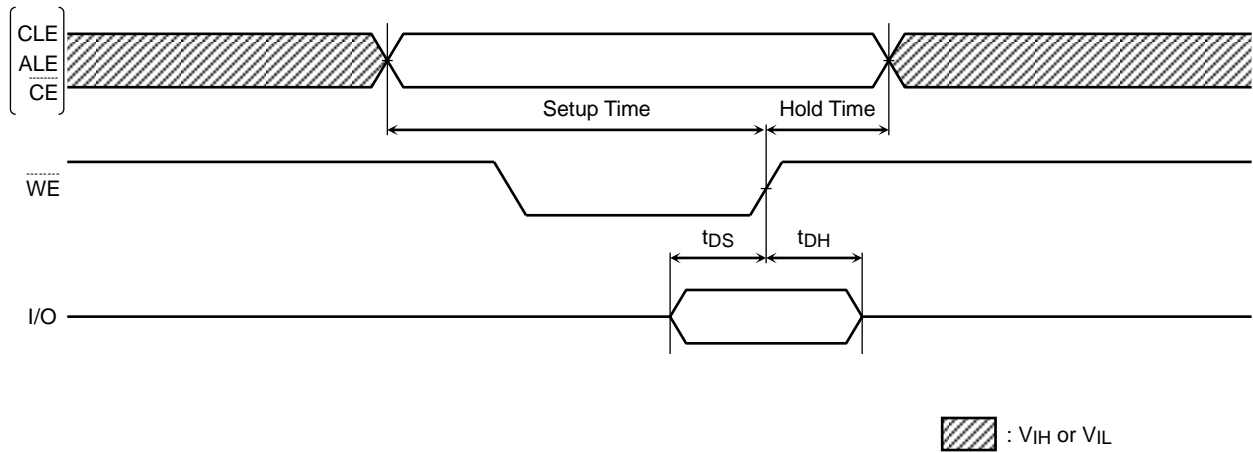 CLE
ALE
CE
Setup Time
Hold Time
WE
tDS
tDH
I/O
: VIH or VIL